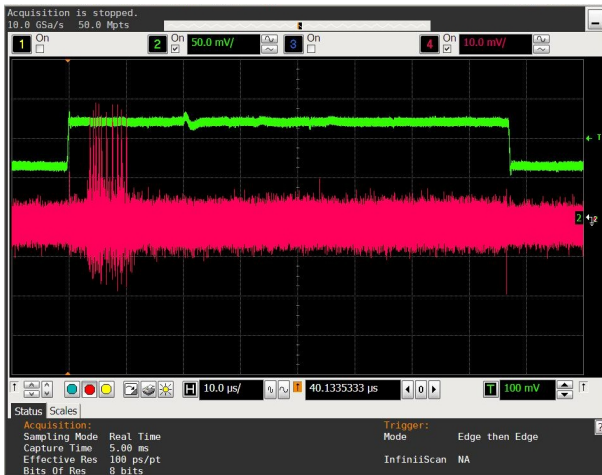 Acquisition is stopped.
10.0 GSa/s 50.0 Mpts
1 On 2 On 50.0 mV/ 3 On 4 On 10.0 mV/
T
2
H 10.0 µs/ 40.1335333 µs 0 T 100 mV
Status Scales
Acquisition: Trigger:
Sampling Mode Real Time Mode Edge then Edge
Capture Time 5.00 ms
Effective Res 100 ps/pt InfiniiScan NA
Bits Of Res 8 bits